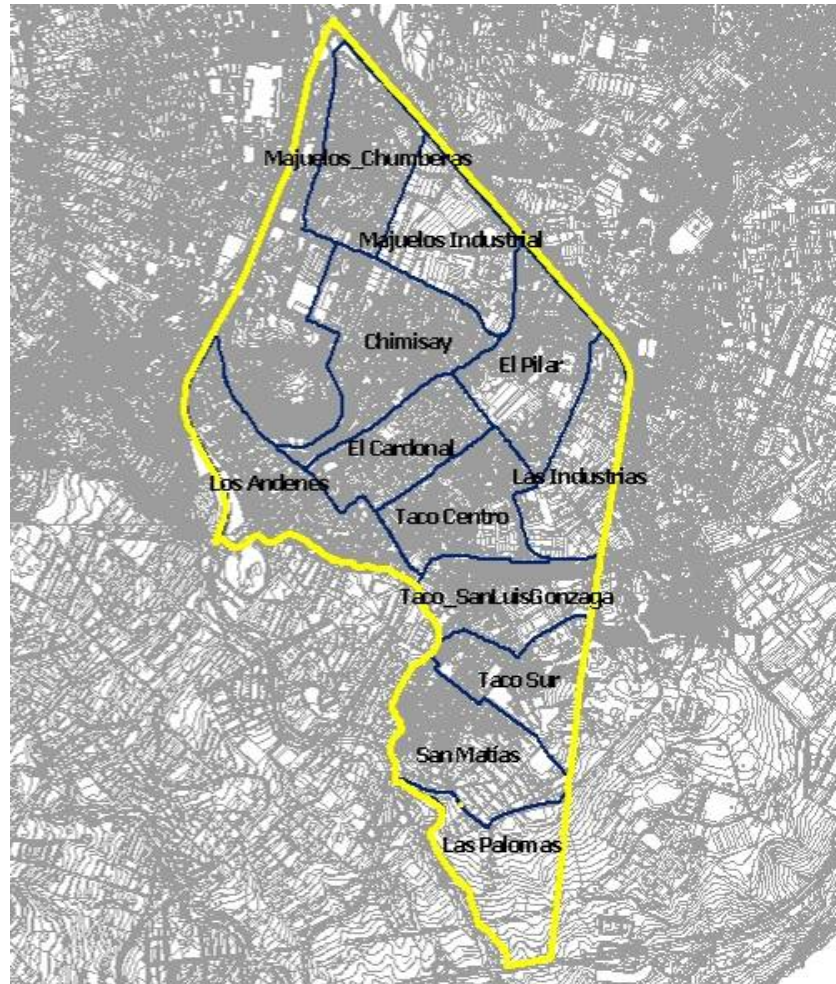 Majuelos_Chumberas
Majuelos Industrial
Chimisay
El Pilar
El Cardonal
Los Andenes
Las Industrias
Taco Centro
Taco_SanLuisGonzaga
Taco Sur
San Matías
Las Palomas